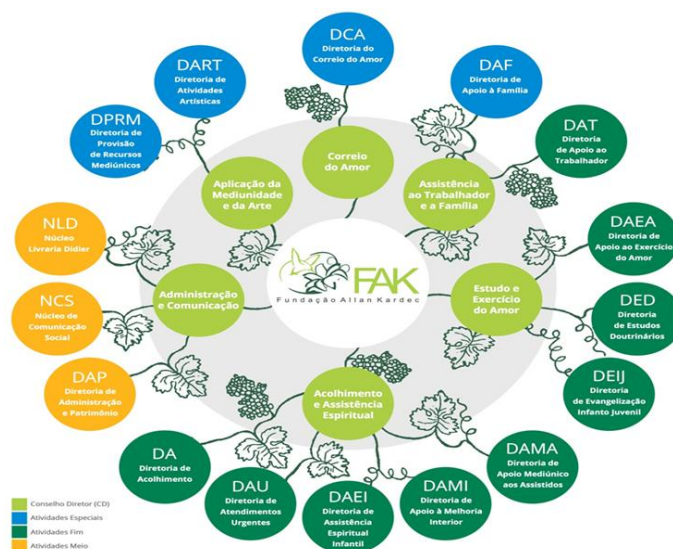 DCA
Diretoria do
Correio do Amor
DART
Diretoria de
Atividades
Artísticas
DAF
Diretoria de
Apoio à Família
DPRM
Diretoria de
Provisão
de Recursos
Mediúnicos
DAT
Diretoria
de Apoio ao
Trabalhador
Correio
do Amor
Aplicação da
Mediunidade
e da Arte
Assistência
ao Trabalhador
e a Família
NLD
Núcleo
Livraria Didier
DAEA
Diretoria de
Apoio ao Exercício
do Amor
FAK
Fundação Allan Kardec
Administração
e Comunicação
Estudo e
Exercício
do Amor
NCS
Núcleo de
Comunicação
Social
DED
Diretoria
de Estudos
Doutrinários
DAP
Diretoria de
Administração
e Patrimônio
DEIJ
Diretoria
de Evangelização
Infanto Juvenil
Acolhimento
e Assistência
Espiritual
DA
Diretoria de
Acolhimento
DAU
Diretoria de
Atendimentos
Urgentes
DAEI
Diretoria de
Assistência
Espiritual
Infantil
DAMI
Diretoria de
Apoio à Melhoria
Interior
DAMA
Diretoria de
Apoio Mediúnico
aos Assistidos
Conselho Diretor (CD)
Atividades Especiais
Atividades Fim
Atividades Meio